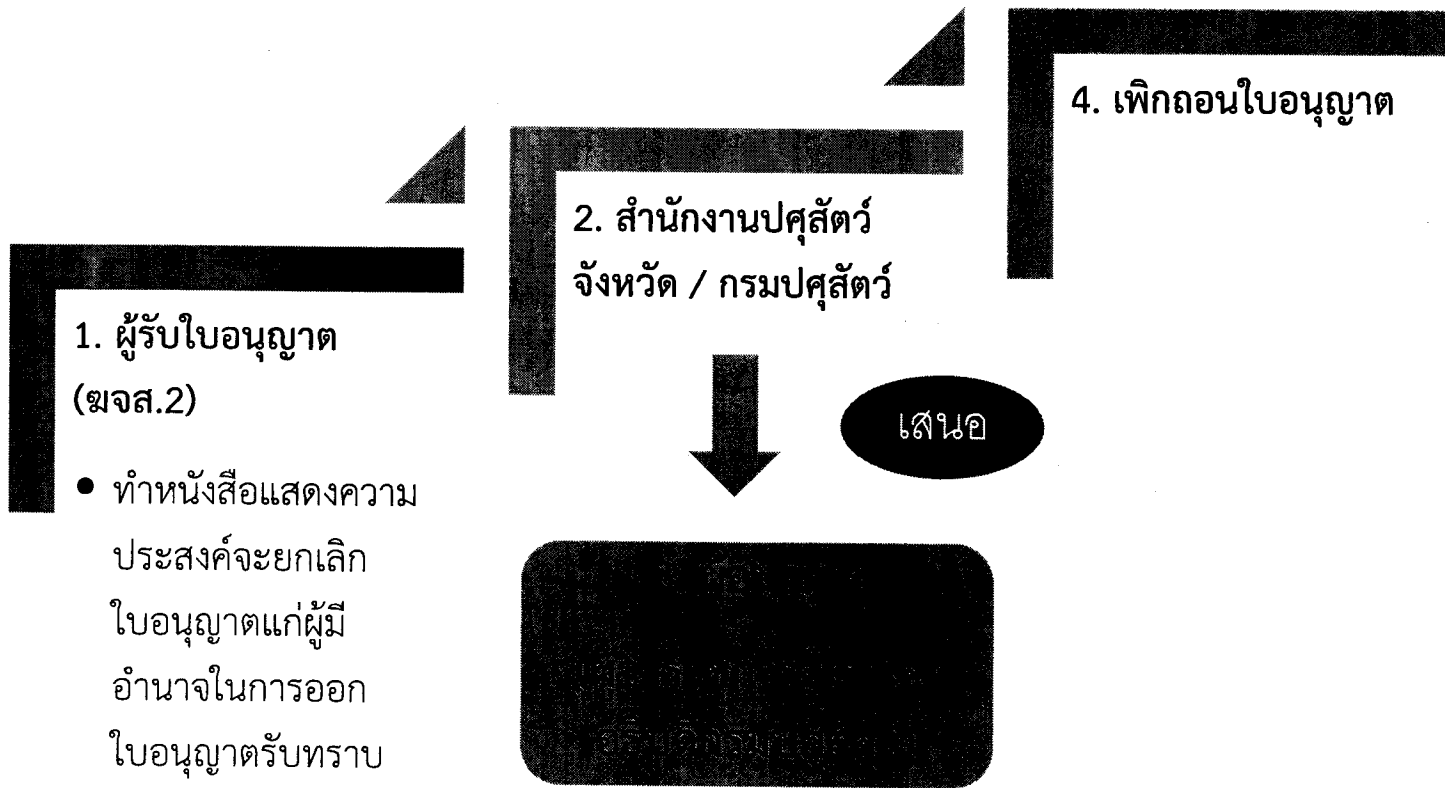 1. ผู้รับใบอนุญาต
(ฆจส.2)
● ทำหนังสือแสดงความ
ประสงค์จะยกเลิก
ใบอนุญาตแก่ผู้มี
อำนาจในการออก
ใบอนุญาตรับทราบ
2. สำนักงานปศุสัตว์
จังหวัด / กรมปศุสัตว์
เสนอ
4. เพิกถอนใบอนุญาต